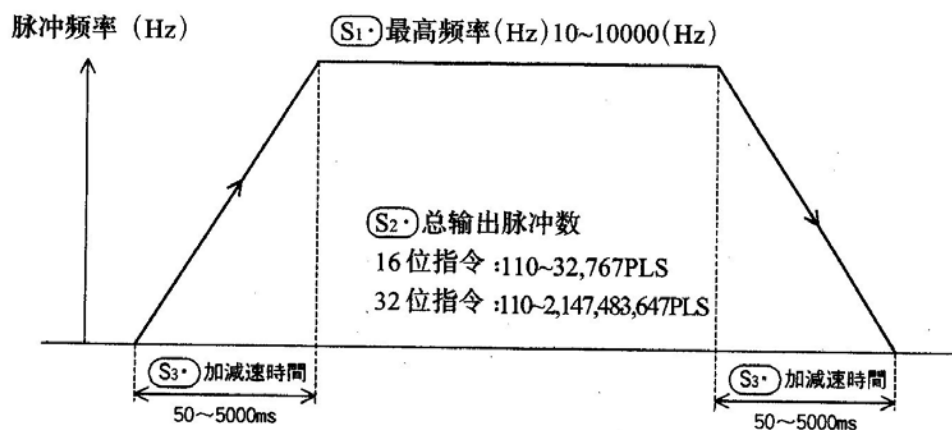 脉冲频率 (Hz)
S1· 最高频率(Hz)10~10000(Hz)
S2· 总输出脉冲数
16位指令 :110~32,767PLS
32位指令 :110~2,147,483,647PLS
S3· 加減速時間
50～5000ms
S3· 加減速時間
50～5000ms